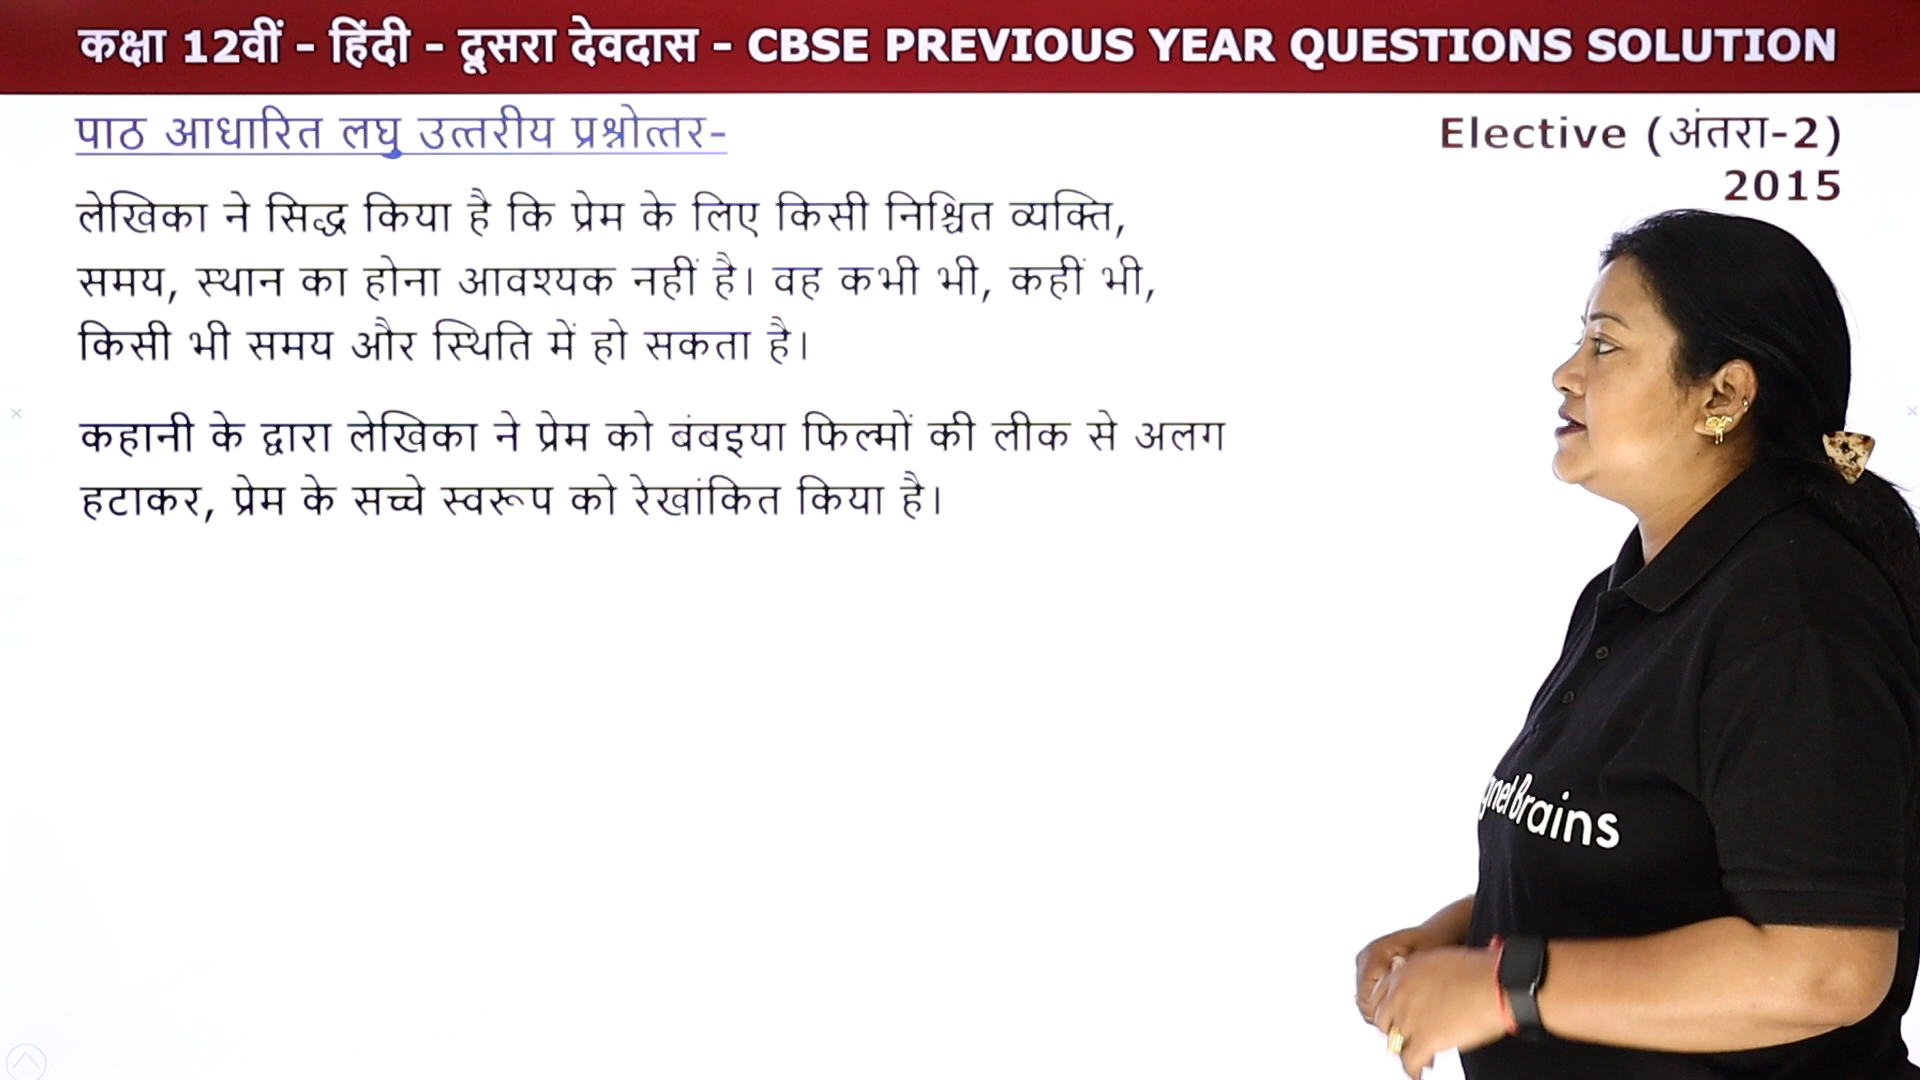 कक्षा 12वीं - हिंदी - दूसरा देवदास - CBSE PREVIOUS YEAR QUESTIONS SOLUTION
पाठ आधारित लघु उत्तरीय प्रश्नोत्तर-
Elective (अंतरा-2)
2015
लेखिका ने सिद्ध किया है कि प्रेम के लिए किसी निश्चित व्यक्ति,
समय, स्थान का होना आवश्यक नहीं है। वह कभी भी, कहीं भी,
किसी भी समय और स्थिति में हो सकता है।
कहानी के द्वारा लेखिका ने प्रेम को बंबइया फिल्मों की लीक से अलग
हटाकर, प्रेम के सच्चे स्वरूप को रेखांकित किया है।
Brains